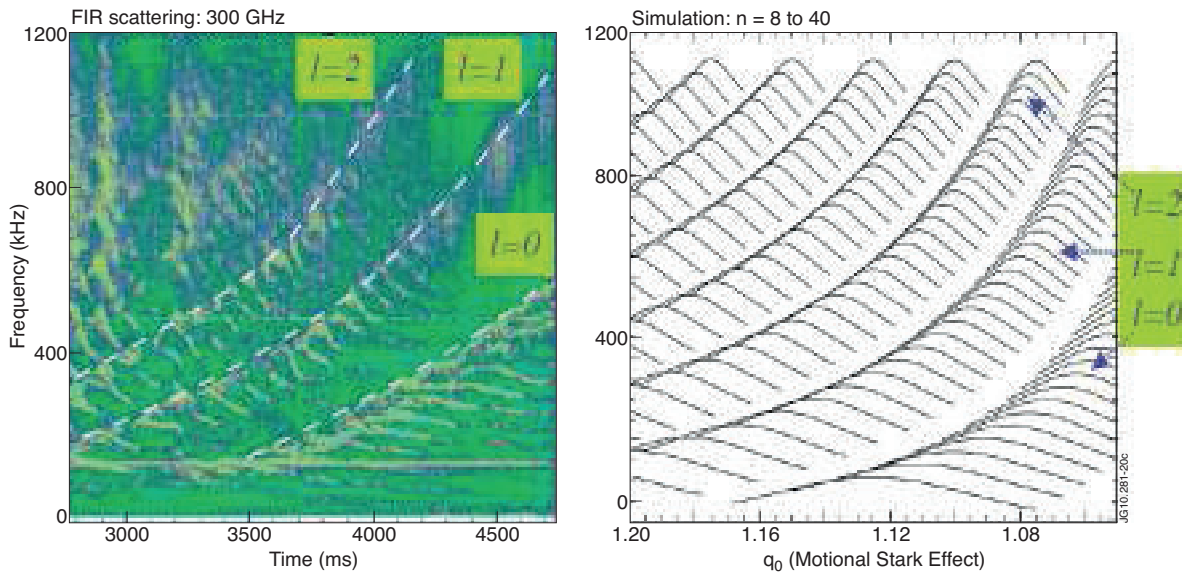 FIR scattering: 300 GHz
1200
800
400
0
Frequency (kHz)
3000
3500
4000
4500
Time (ms)
l=2
l=1
l=0
Simulation: n = 8 to 40
1200
800
400
0
1.20
1.16
1.12
1.08
q₀ (Motional Stark Effect)
l=2
l=1
l=0
JG10.281-20c